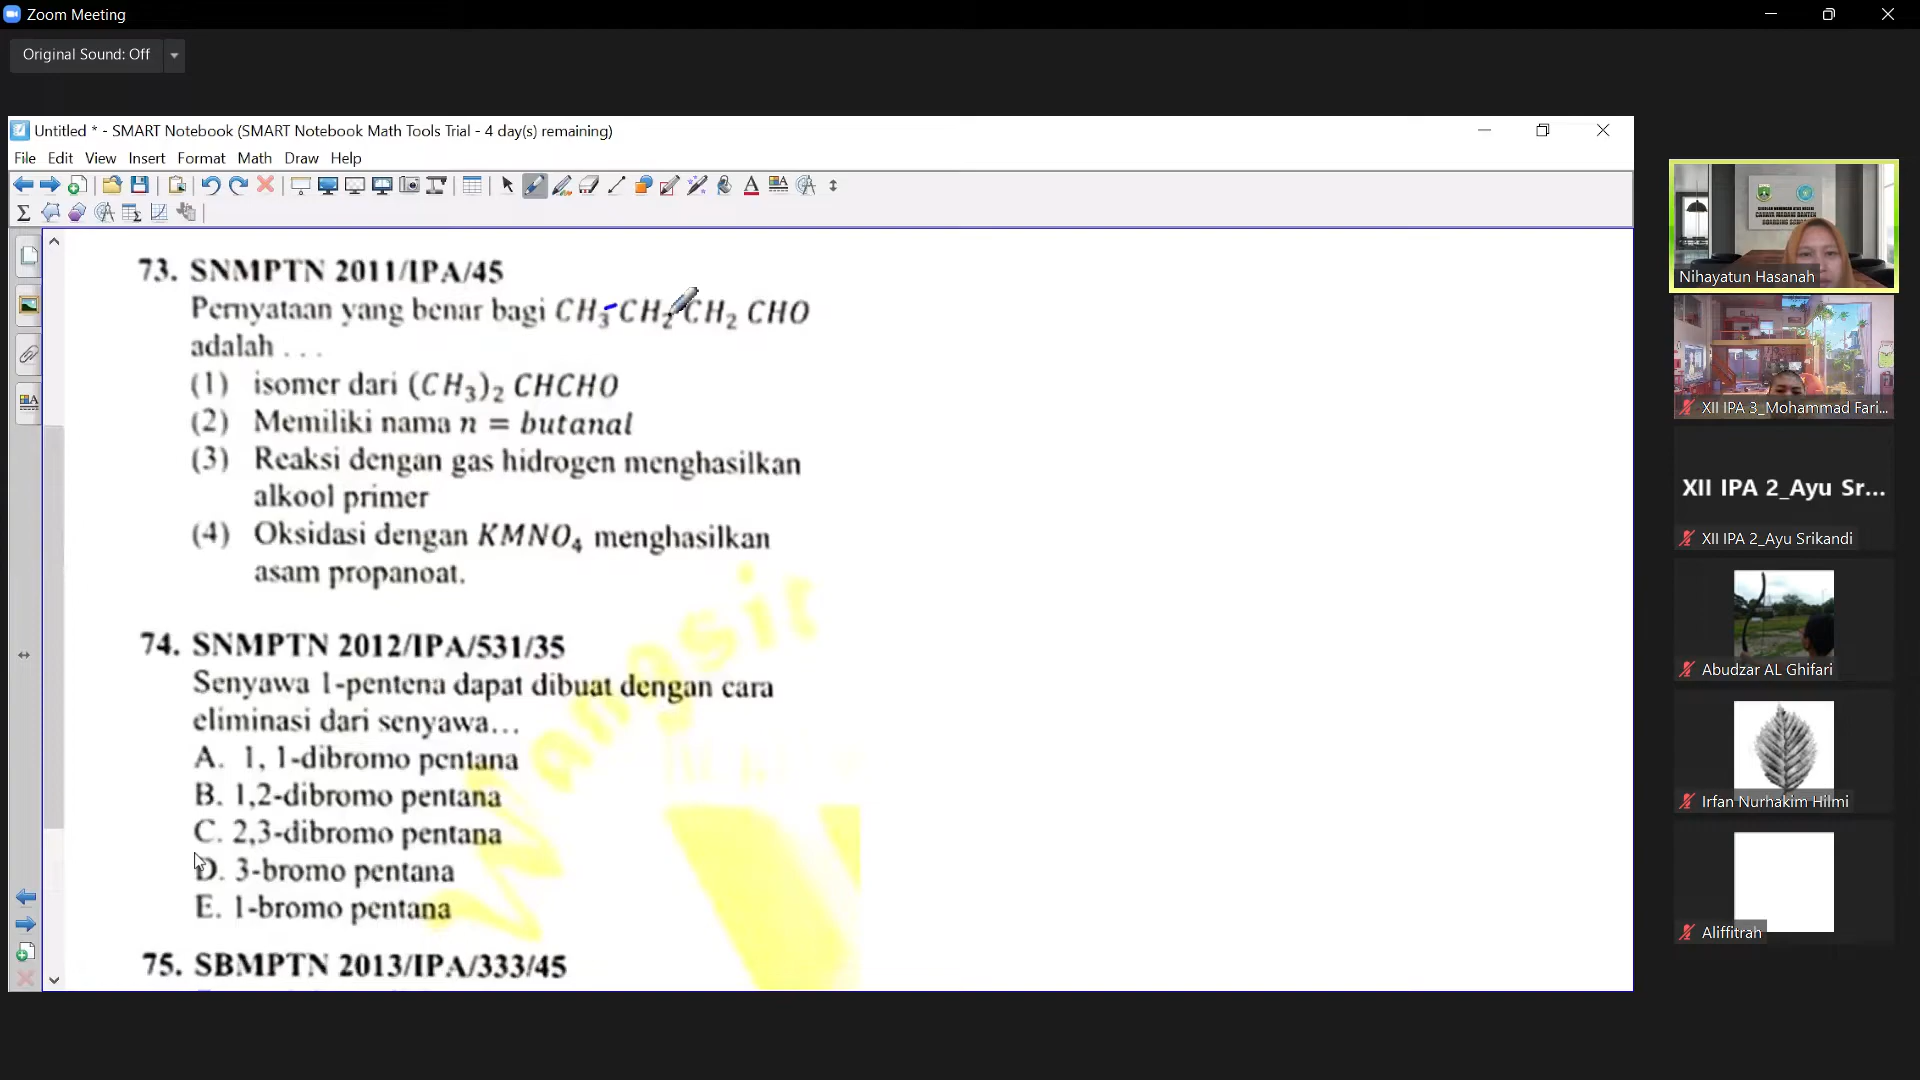 Zoom Meeting
Original Sound: Off
Untitled * - SMART Notebook (SMART Notebook Math Tools Trial - 4 day(s) remaining)
File Edit View Insert Format Math Draw Help
73. SNMPTN 2011/IPA/45
Pernyataan yang benar bagi CH₃-CH₂ CH₂ CHO
adalah . . .
(1) isomer dari (CH₃)₂ CHCHO
(2) Memiliki nama n = butanal
(3) Reaksi dengan gas hidrogen menghasilkan
alkool primer
(4) Oksidasi dengan KMNO₄ menghasilkan
asam propanoat.
74. SNMPTN 2012/IPA/531/35
Senyawa 1-pentena dapat dibuat dengan cara
eliminasi dari senyawa...
A. 1, 1-dibromo pentana
B. 1,2-dibromo pentana
C. 2,3-dibromo pentana
D. 3-bromo pentana
E. 1-bromo pentana
75. SBMPTN 2013/IPA/333/45
Wangsit
CAHAYA MADANI BANTEN
Nihayatun Hasanah
XII IPA 3_Mohammad Fari...
XII IPA 2_Ayu Sr...
XII IPA 2_Ayu Srikandi
Abudzar AL Ghifari
Irfan Nurhakim Hilmi
Aliffitrah